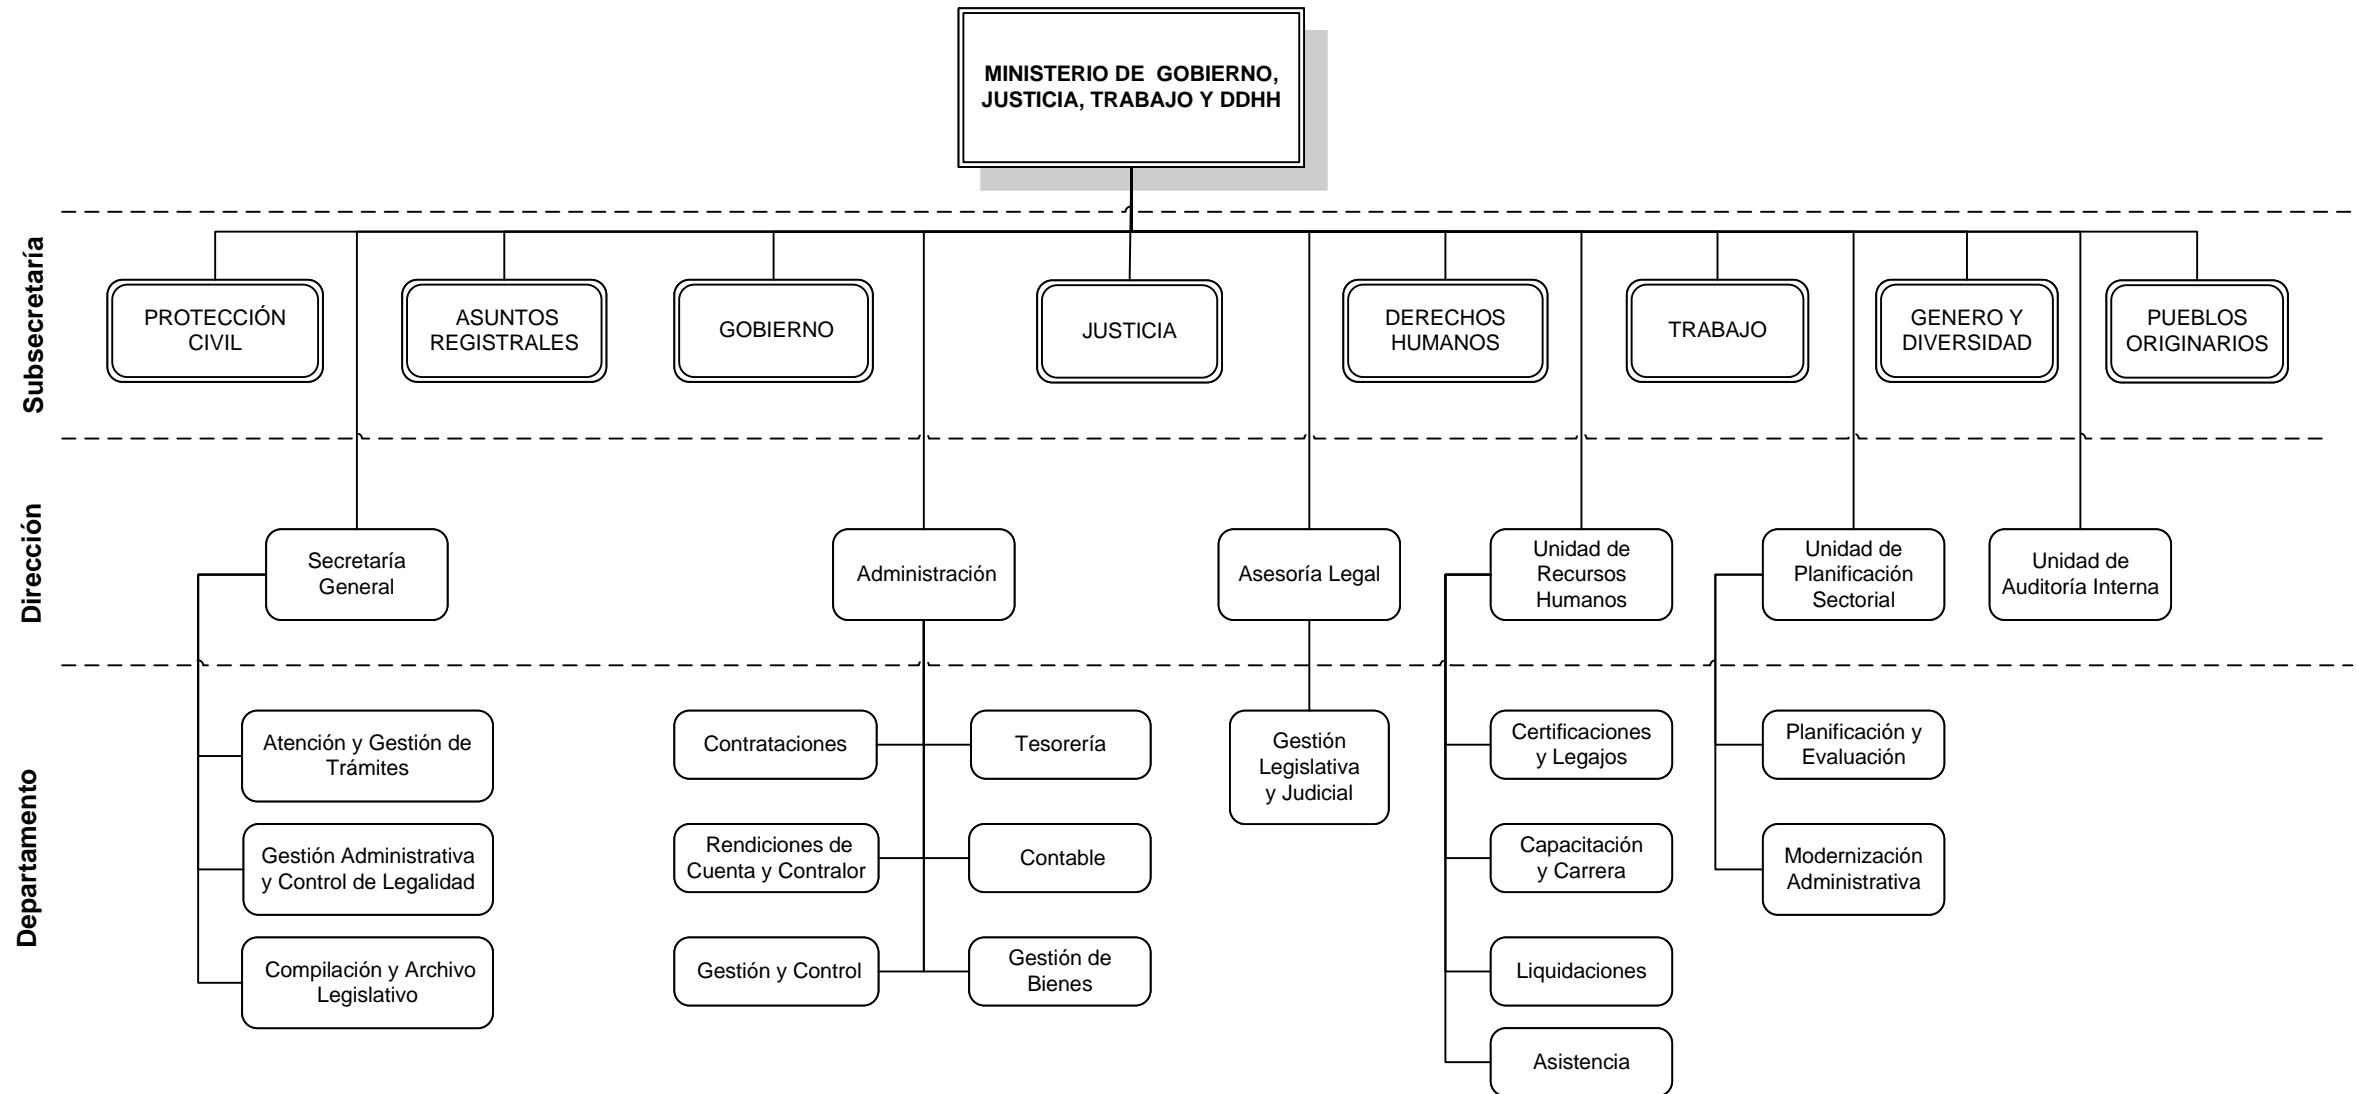 MINISTERIO DE GOBIERNO,
JUSTICIA, TRABAJO Y DDHH
Subsecretaría
PROTECCIÓN
CIVIL
ASUNTOS
REGISTRALES
GOBIERNO
JUSTICIA
DERECHOS
HUMANOS
TRABAJO
GENERO Y
DIVERSIDAD
PUEBLOS
ORIGINARIOS
Dirección
Secretaría
General
Administración
Asesoría Legal
Unidad de
Recursos
Humanos
Unidad de
Planificación
Sectorial
Unidad de
Auditoría Interna
Departamento
Atención y Gestión de
Trámites
Gestión Administrativa
y Control de Legalidad
Compilación y Archivo
Legislativo
Contrataciones
Tesorería
Rendiciones de
Cuenta y Contralor
Contable
Gestión y Control
Gestión de
Bienes
Gestión
Legislativa
y Judicial
Certificaciones
y Legajos
Capacitación
y Carrera
Liquidaciones
Asistencia
Planificación y
Evaluación
Modernización
Administrativa